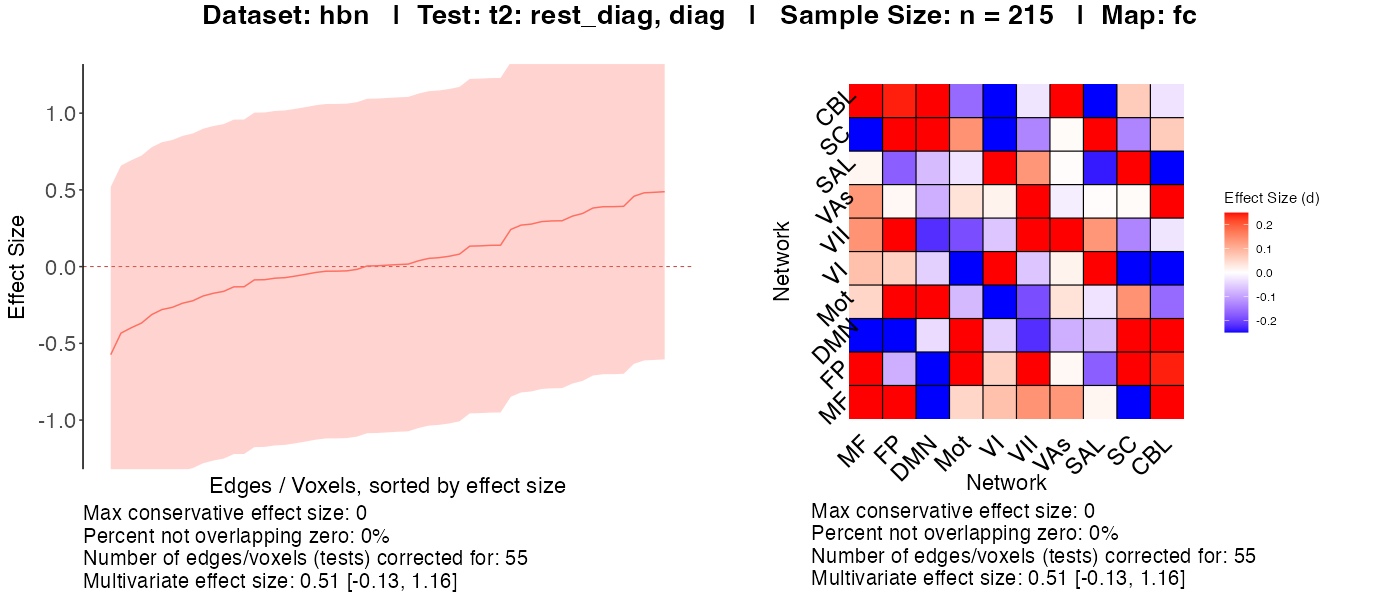 Dataset: hbn | Test: t2: rest_diag, diag | Sample Size: n = 215 | Map: fc
Effect Size
1.0
0.5
0.0
-0.5
-1.0
Edges / Voxels, sorted by effect size
Max conservative effect size: 0
Percent not overlapping zero: 0%
Number of edges/voxels (tests) corrected for: 55
Multivariate effect size: 0.51 [-0.13, 1.16]
Network
CBL
SC
SAL
VAs
VII
VI
Mot
DMN
FP
MF
MF FP DMN Mot VI VII VAs SAL SC CBL
Network
Effect Size (d)
0.2
0.1
0.0
-0.1
-0.2
Max conservative effect size: 0
Percent not overlapping zero: 0%
Number of edges/voxels (tests) corrected for: 55
Multivariate effect size: 0.51 [-0.13, 1.16]